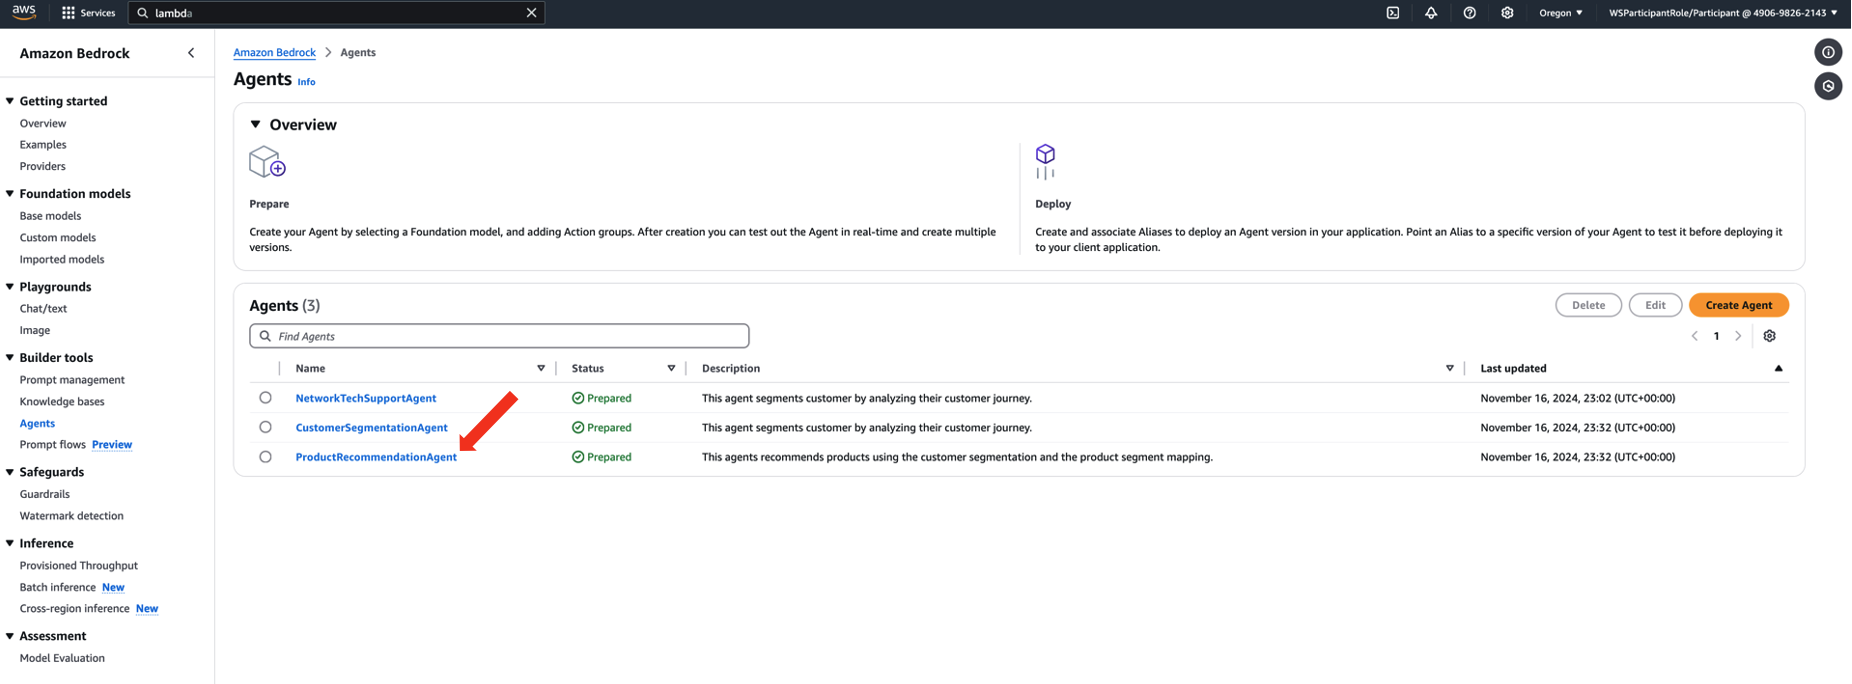 aws Services lambda Oregon ▼ WSParticipantRole/Participant @ 4906-9826-2143 ▼
Amazon Bedrock
Getting started
Overview
Examples
Providers
Foundation models
Base models
Custom models
Imported models
Playgrounds
Chat/text
Image
Builder tools
Prompt management
Knowledge bases
Agents
Prompt flows Preview
Safeguards
Guardrails
Watermark detection
Inference
Provisioned Throughput
Batch inference New
Cross-region inference New
Assessment
Model Evaluation
Amazon Bedrock > Agents
Agents Info
Overview
Prepare
Create your Agent by selecting a Foundation model, and adding Action groups. After creation you can test out the Agent in real-time and create multiple
versions.
Deploy
Create and associate Aliases to deploy an Agent version in your application. Point an Alias to a specific version of your Agent to test it before deploying it
to your client application.
Agents (3)
Delete Edit Create Agent
Find Agents
1
Name Status Description Last updated
NetworkTechSupportAgent Prepared This agent segments customer by analyzing their customer journey. November 16, 2024, 23:02 (UTC+00:00)
CustomerSegmentationAgent Prepared This agent segments customer by analyzing their customer journey. November 16, 2024, 23:32 (UTC+00:00)
ProductRecommendationAgent Prepared This agents recommends products using the customer segmentation and the product segment mapping. November 16, 2024, 23:32 (UTC+00:00)